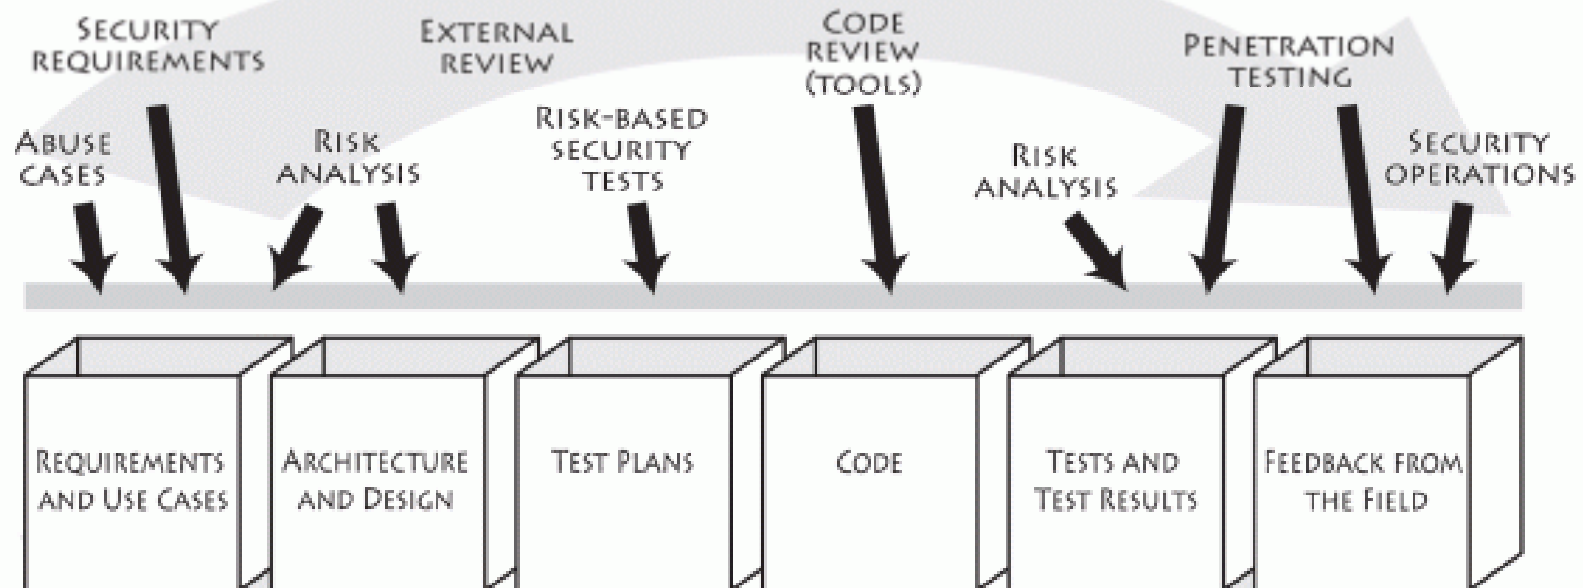 SECURITY
REQUIREMENTS
EXTERNAL
REVIEW
CODE
REVIEW
(TOOLS)
PENETRATION
TESTING
ABUSE
CASES
RISK
ANALYSIS
RISK-BASED
SECURITY
TESTS
RISK
ANALYSIS
SECURITY
OPERATIONS
REQUIREMENTS
AND USE CASES
ARCHITECTURE
AND DESIGN
TEST PLANS
CODE
TESTS AND
TEST RESULTS
FEEDBACK FROM
THE FIELD